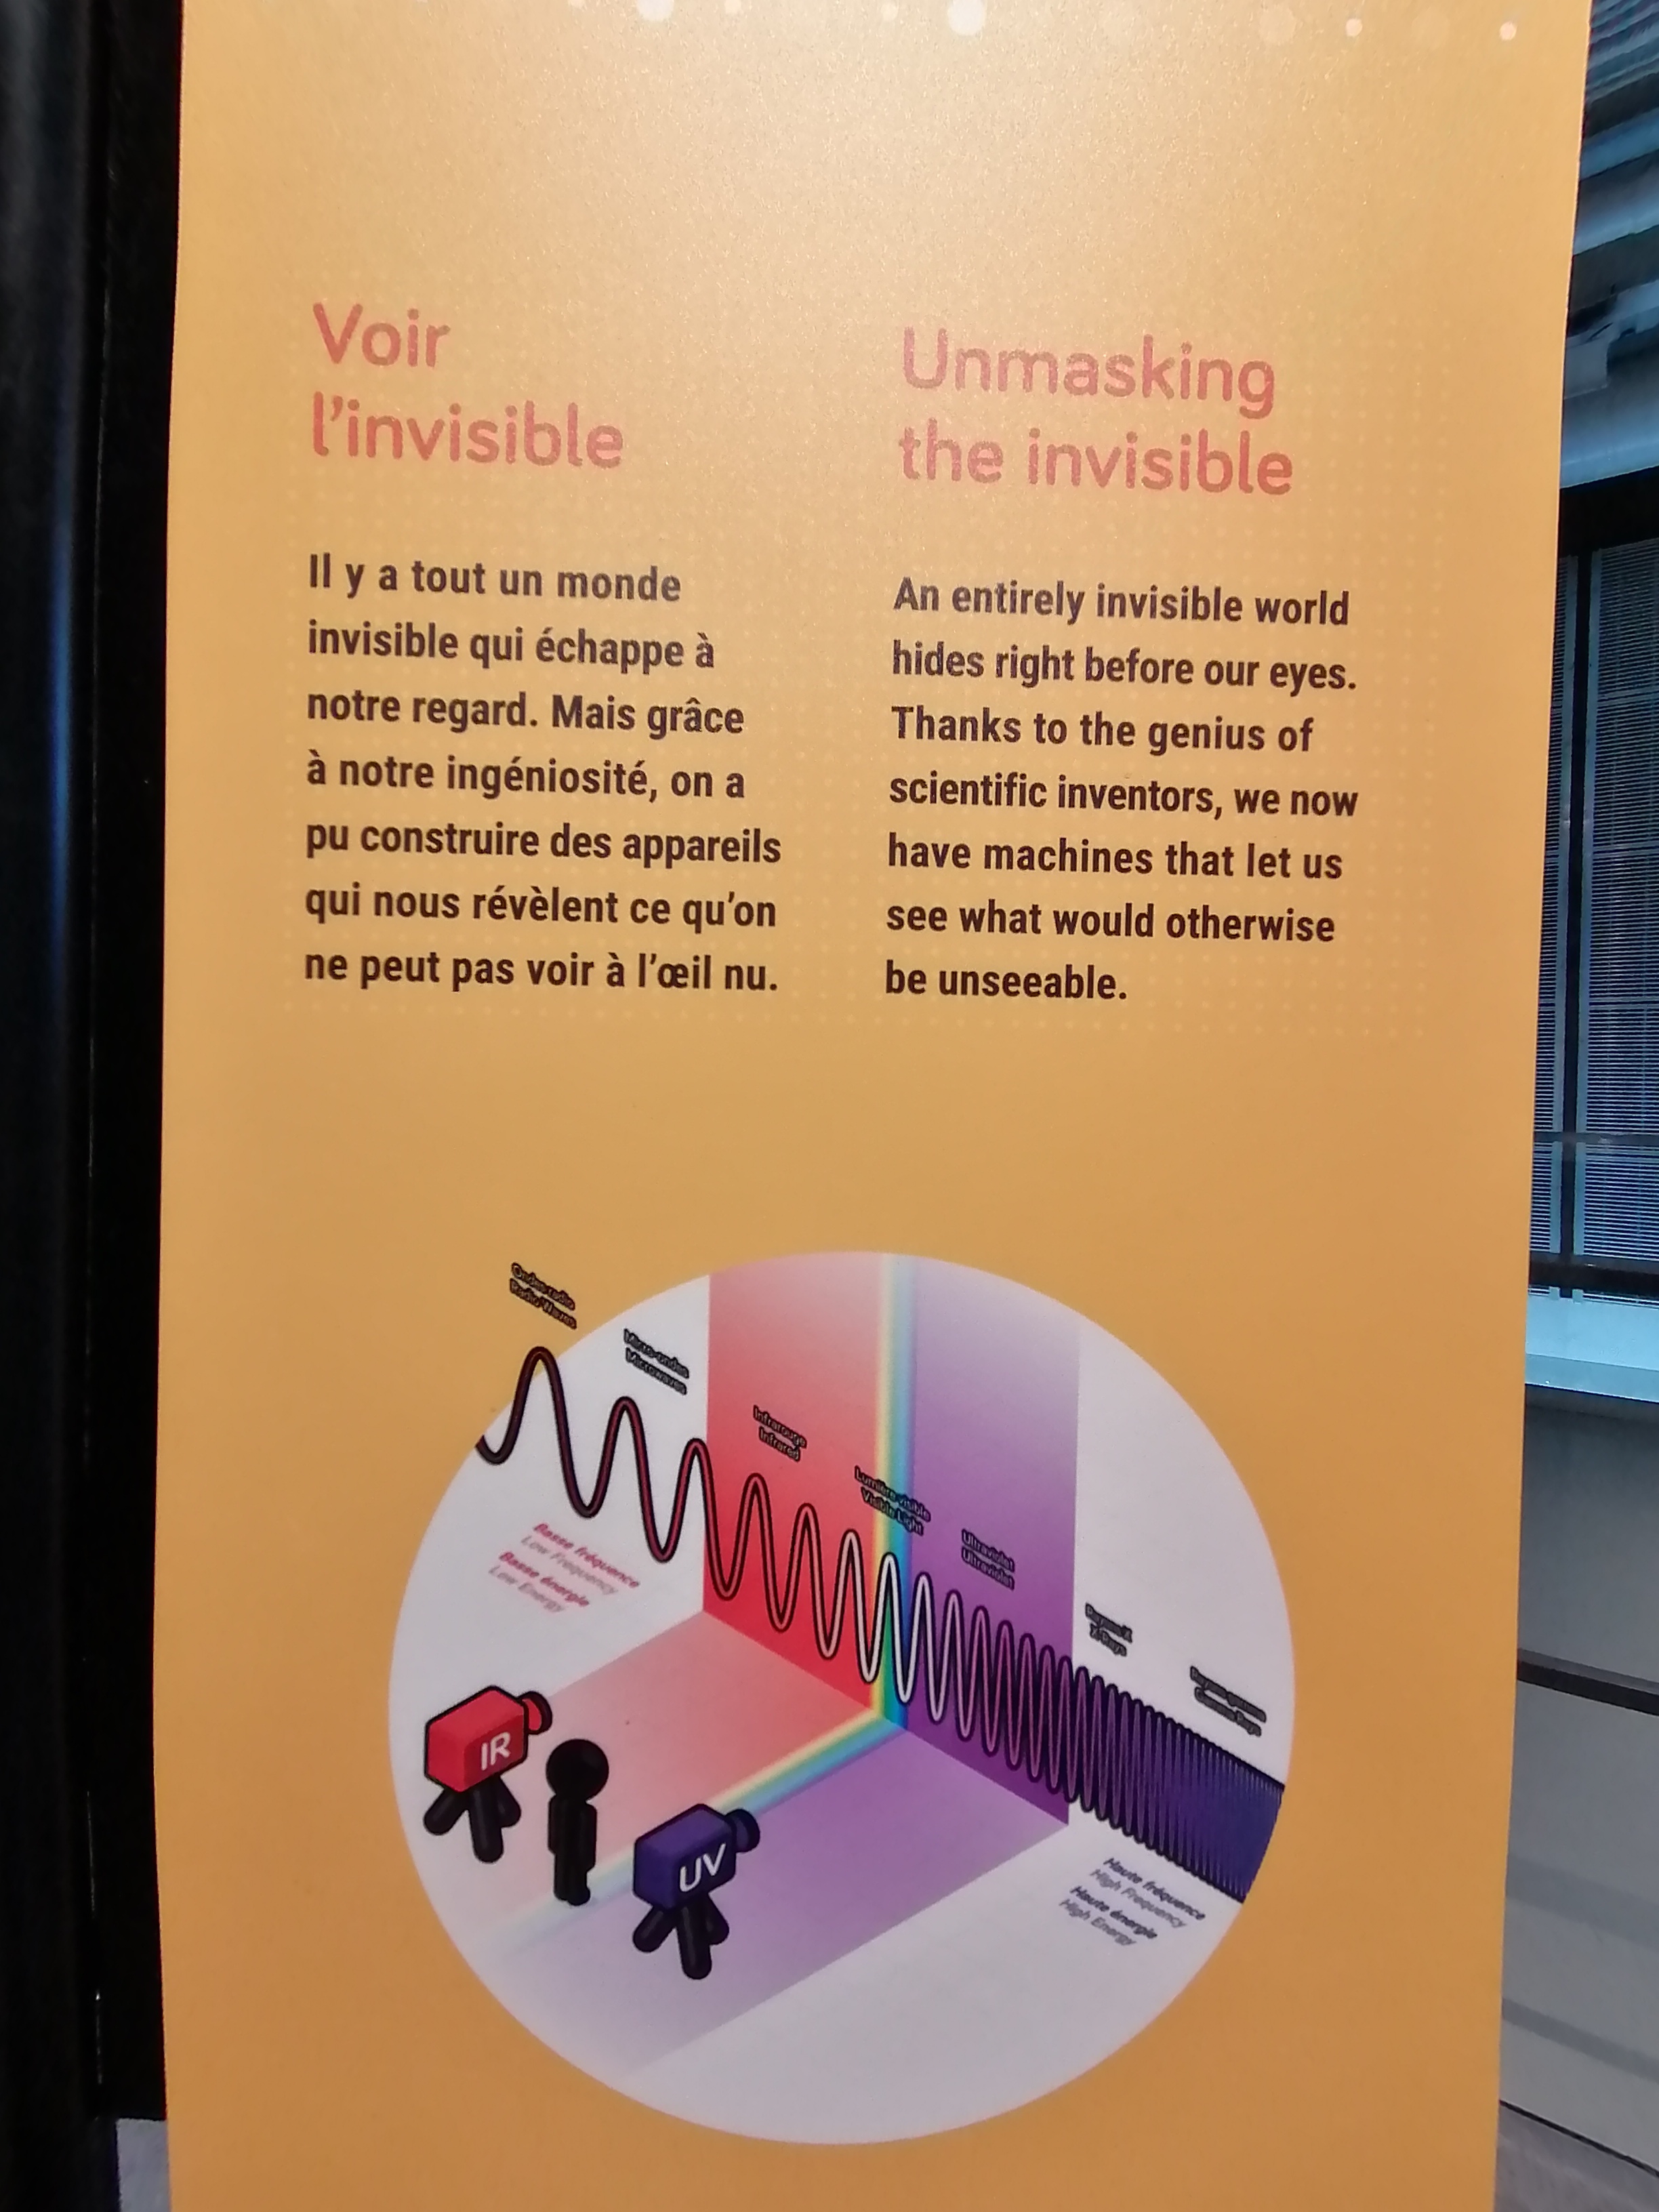 Voir
l'invisible
Il y a tout un monde
invisible qui échappe à
notre regard. Mais grâce
à notre ingéniosité, on a
pu construire des appareils
qui nous révèlent ce qu'on
ne peut pas voir à l'œil nu.
Unmasking
the invisible
An entirely invisible world
hides right before our eyes.
Thanks to the genius of
scientific inventors, we now
have machines that let us
see what would otherwise
be unseeable.
Ondes radio
Radio Waves
Micro-ondes
Microwaves
Infrarouge
Infrared
Lumière visible
Visible Light
Ultraviolet
Ultraviolet
Rayons X
X-Rays
Rayons gamma
Gamma Rays
Basse fréquence
Low Frequency
Basse énergie
Low Energy
IR
UV
Haute fréquence
High Frequency
Haute énergie
High Energy